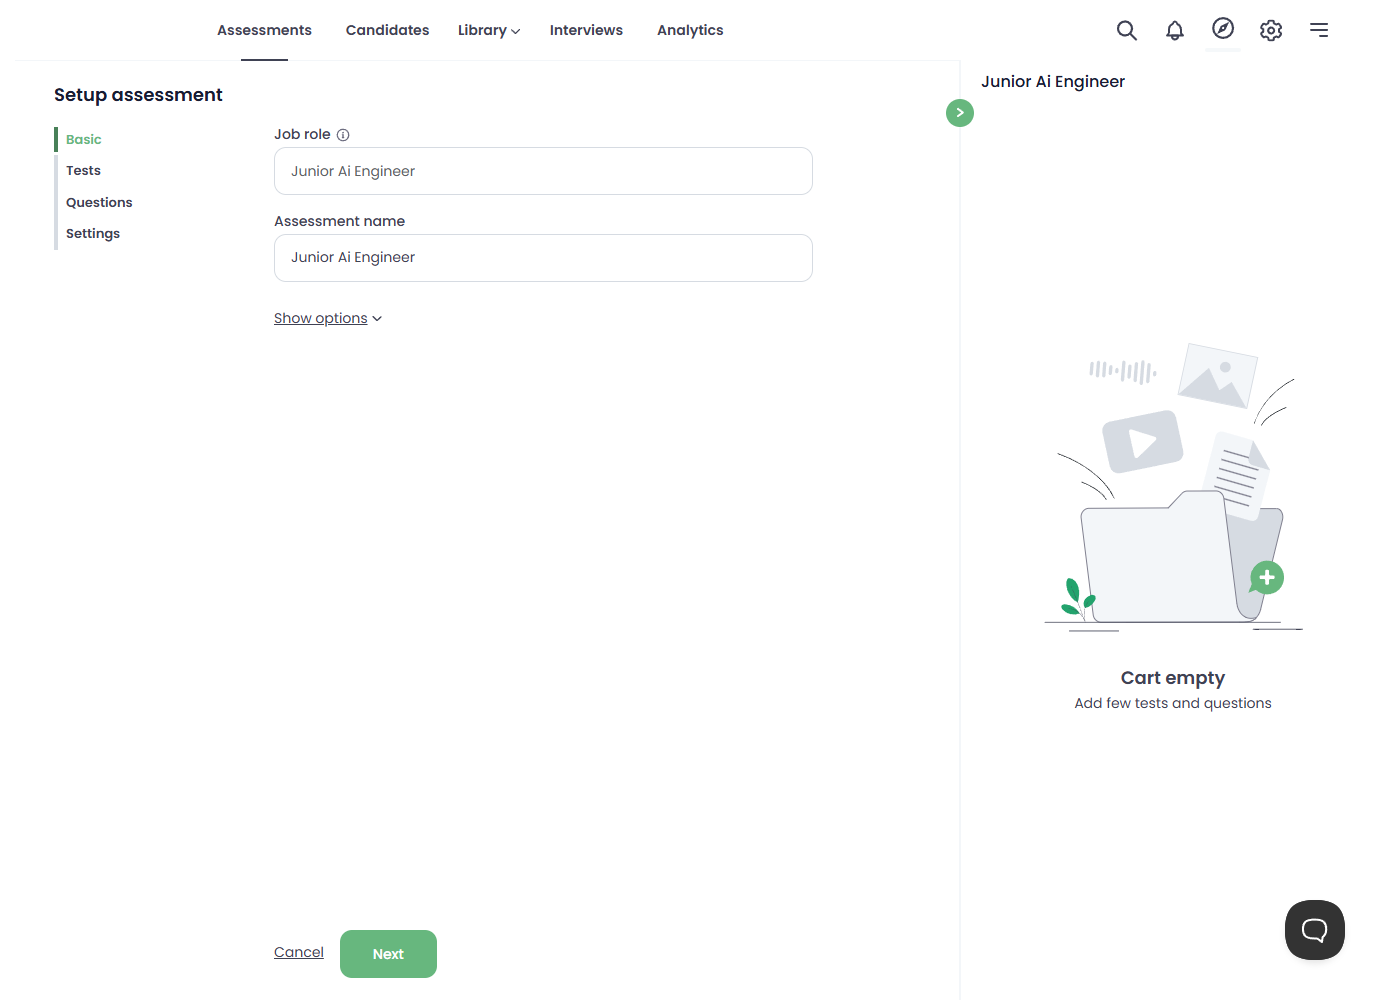 Assessments Candidates Library Interviews Analytics
Setup assessment
Basic
Tests
Questions
Settings
Job role
Junior Ai Engineer
Assessment name
Junior Ai Engineer
Show options
Cancel Next
Junior Ai Engineer
Cart empty
Add few tests and questions